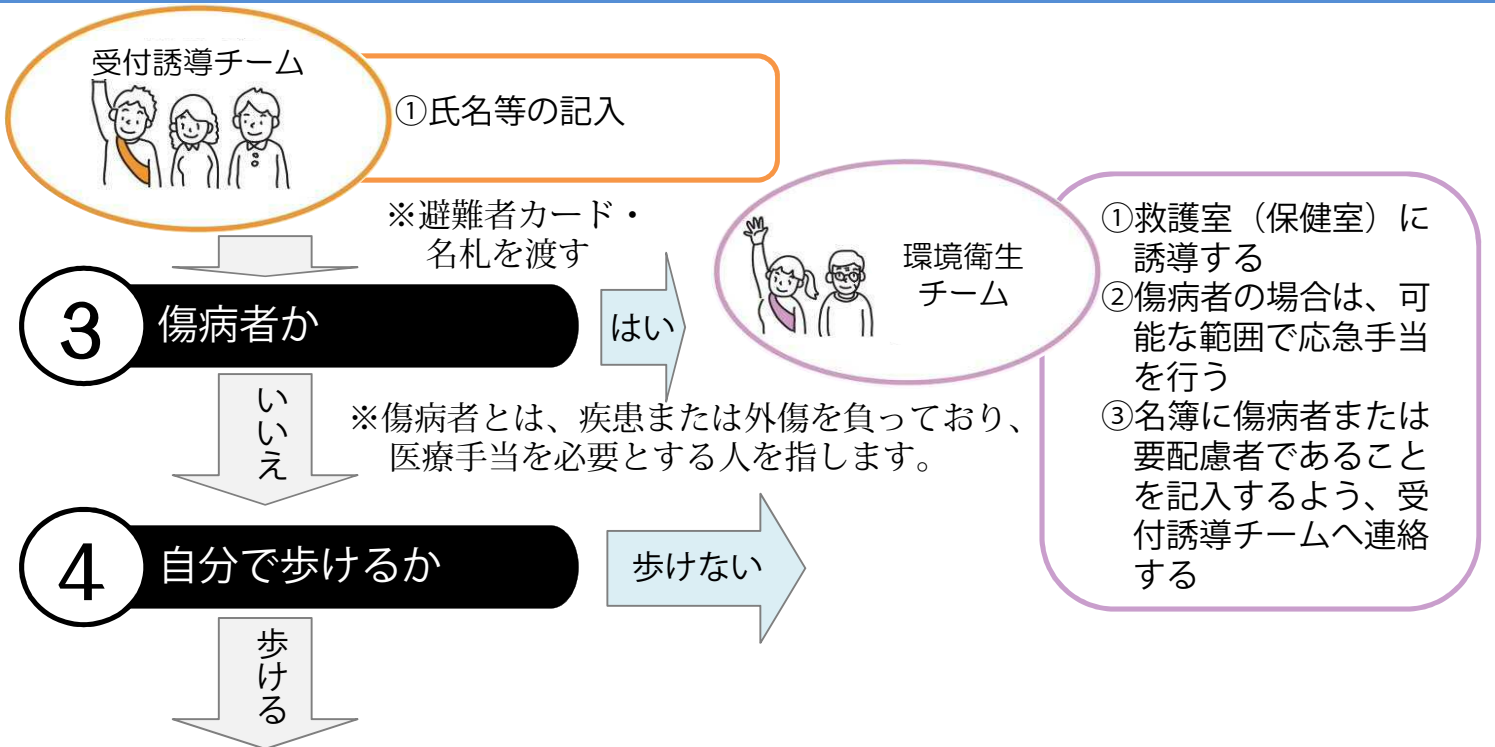 受付誘導チーム
①氏名等の記入
※避難者カード・
名札を渡す
3 傷病者か
はい
環境衛生
チーム
①救護室（保健室）に
誘導する
②傷病者の場合は、可
能な範囲で応急手当
を行う
③名簿に傷病者または
要配慮者であること
を記入するよう、受
付誘導チームへ連絡
する
いいえ
※傷病者とは、疾患または外傷を負っており、
医療手当を必要とする人を指します。
4 自分で歩けるか
歩けない
歩ける